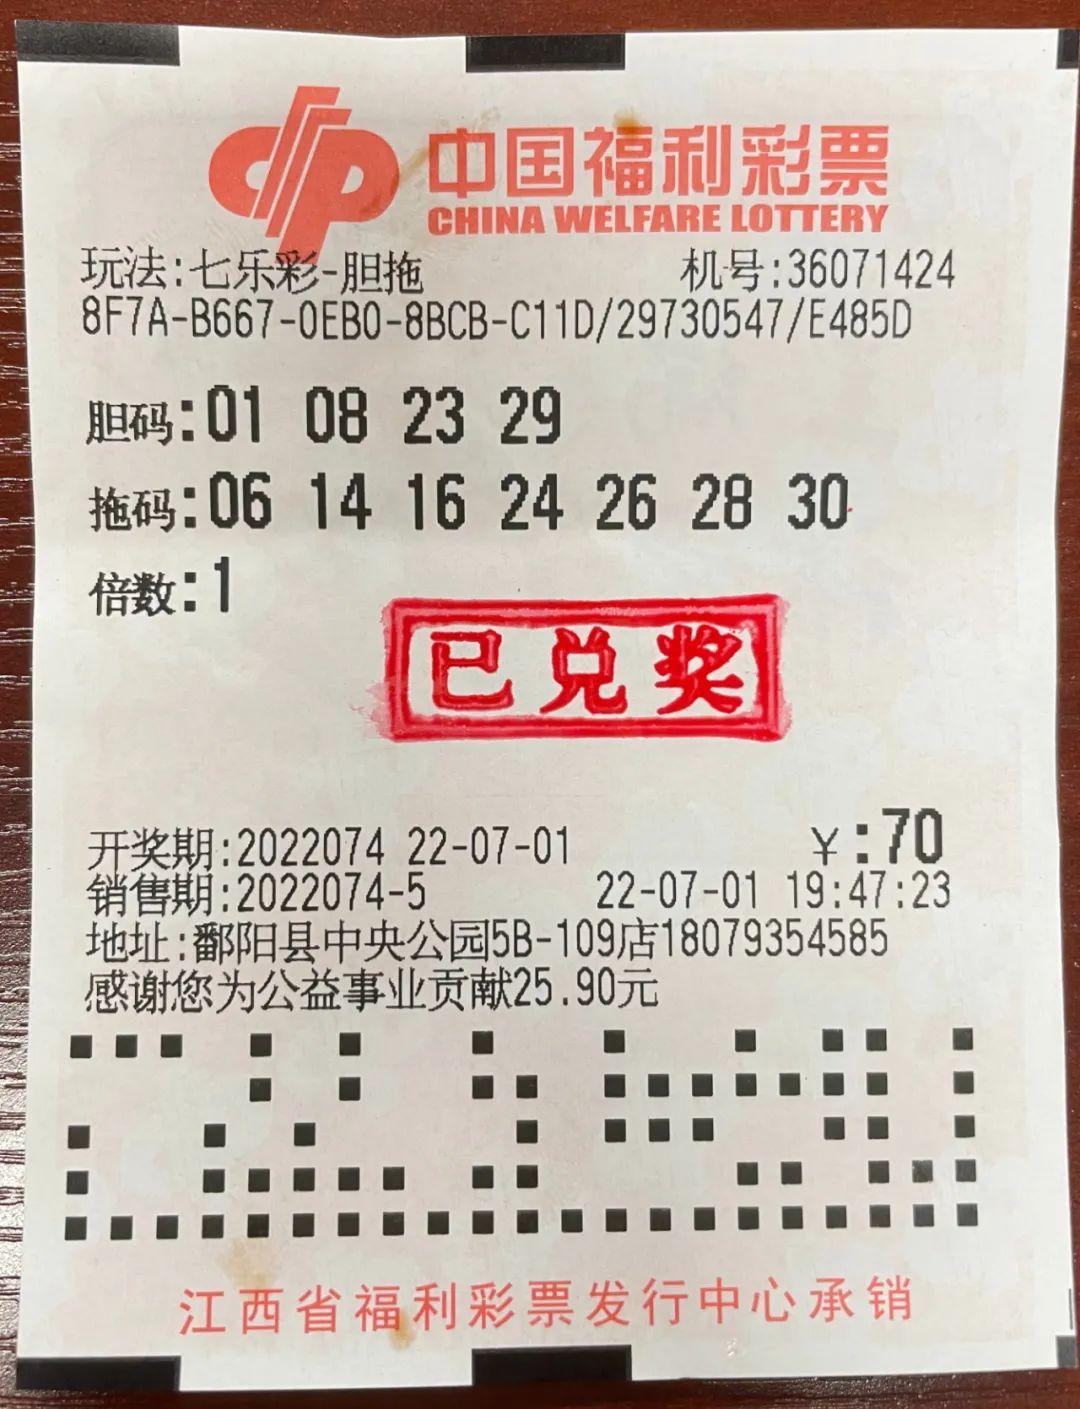 中国福利彩票
CHINA WELFARE LOTTERY
玩法:七乐彩-胆拖 机号:36071424
8F7A-B667-0EB0-8BCB-C11D/29730547/E485D
胆码:01 08 23 29
拖码:06 14 16 24 26 28 30
倍数:1
已兑奖
开奖期:2022074 22-07-01 ¥:70
销售期:2022074-5 22-07-01 19:47:23
地址:鄱阳县中央公园5B-109店18079354585
感谢您为公益事业贡献25.90元
江西省福利彩票发行中心承销